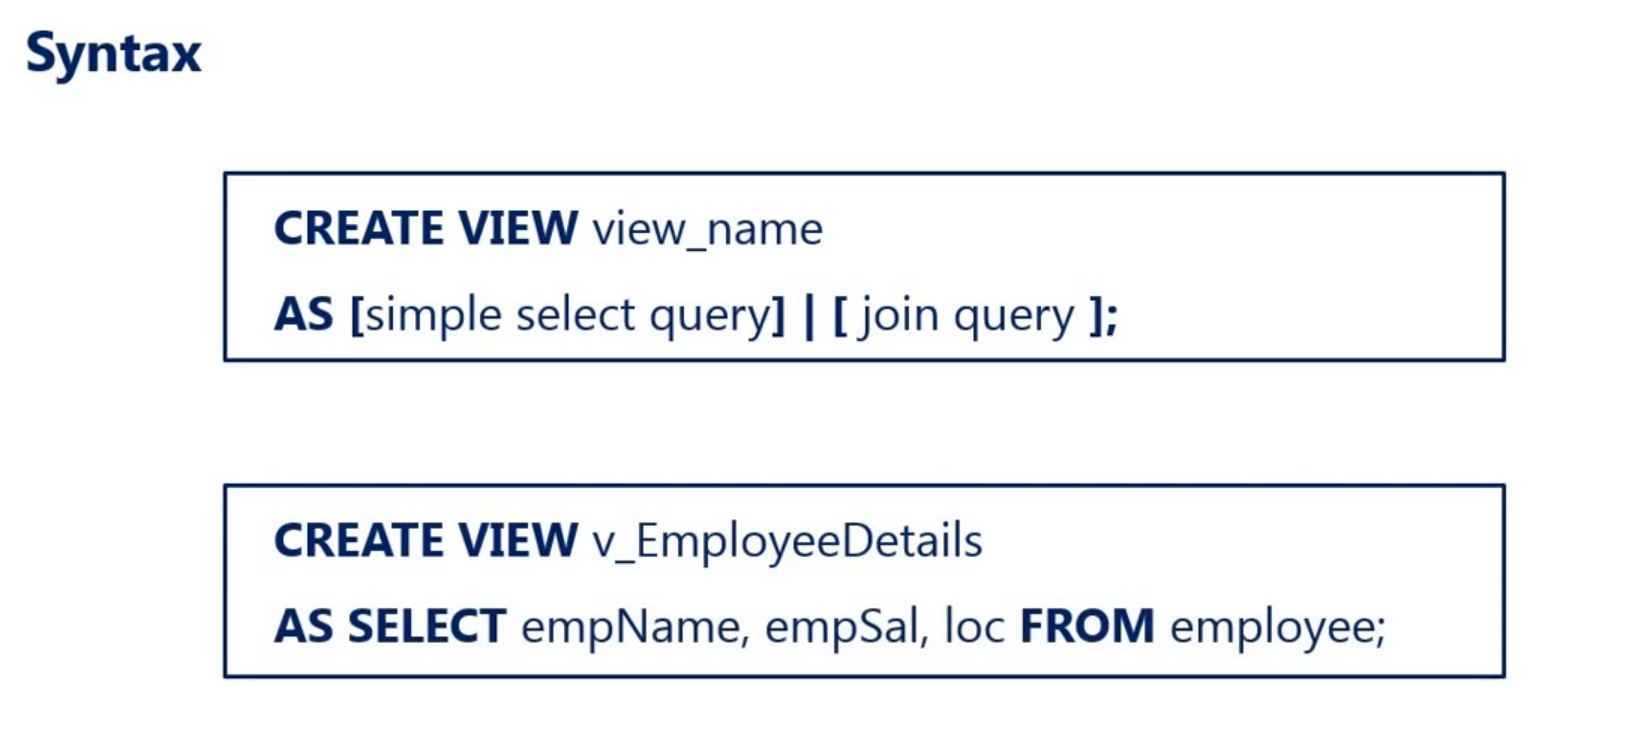 Syntax
CREATE VIEW view_name
AS [simple select query] | [ join query ];
CREATE VIEW v_EmployeeDetails
AS SELECT empName, empSal, loc FROM employee;